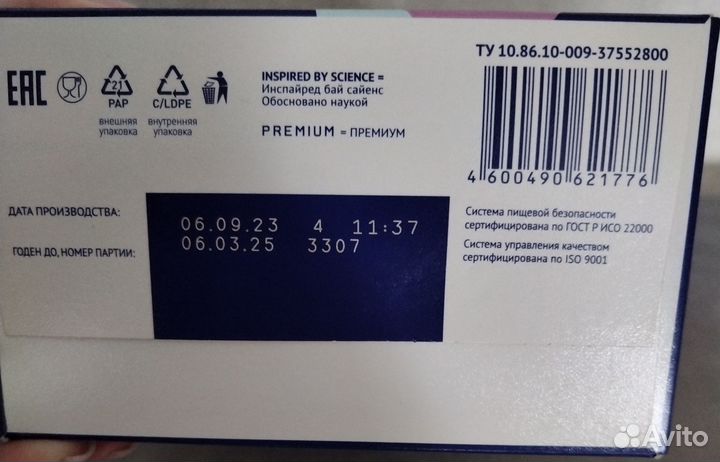 ТУ 10.86.10-009-37552800
EAC
21
PAP
внешняя
упаковка
C/LDPE
внутренняя
упаковка
INSPIRED BY SCIENCE =
Инспайред бай сайенс
Обосновано наукой
PREMIUM = ПРЕМИУМ
4 600490 621776
ДАТА ПРОИЗВОДСТВА:
06.09.23 4 11:37
ГОДЕН ДО, НОМЕР ПАРТИИ:
06.03.25 3307
Система пищевой безопасности
сертифицирована по ГОСТ Р ИСО 22000
Система управления качеством
сертифицирована по ISO 9001
Avito